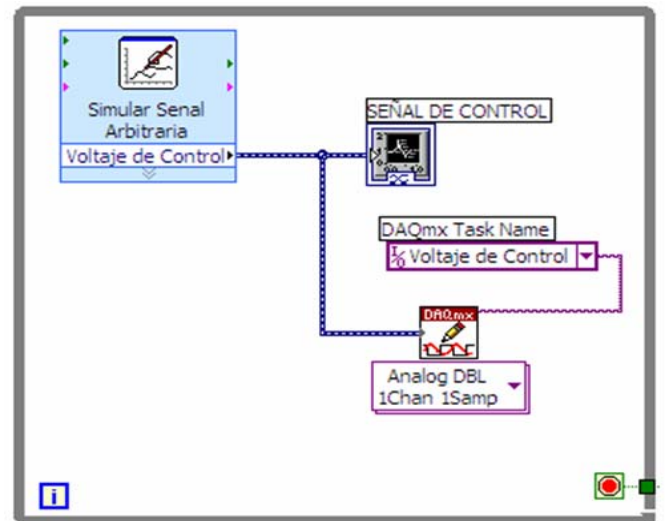 Simular Senal
Arbitraria
Voltaje de Control
SEÑAL DE CONTROL
DAQmx Task Name
I/O Voltaje de Control
DAQmx
Analog DBL
1Chan 1Samp
i